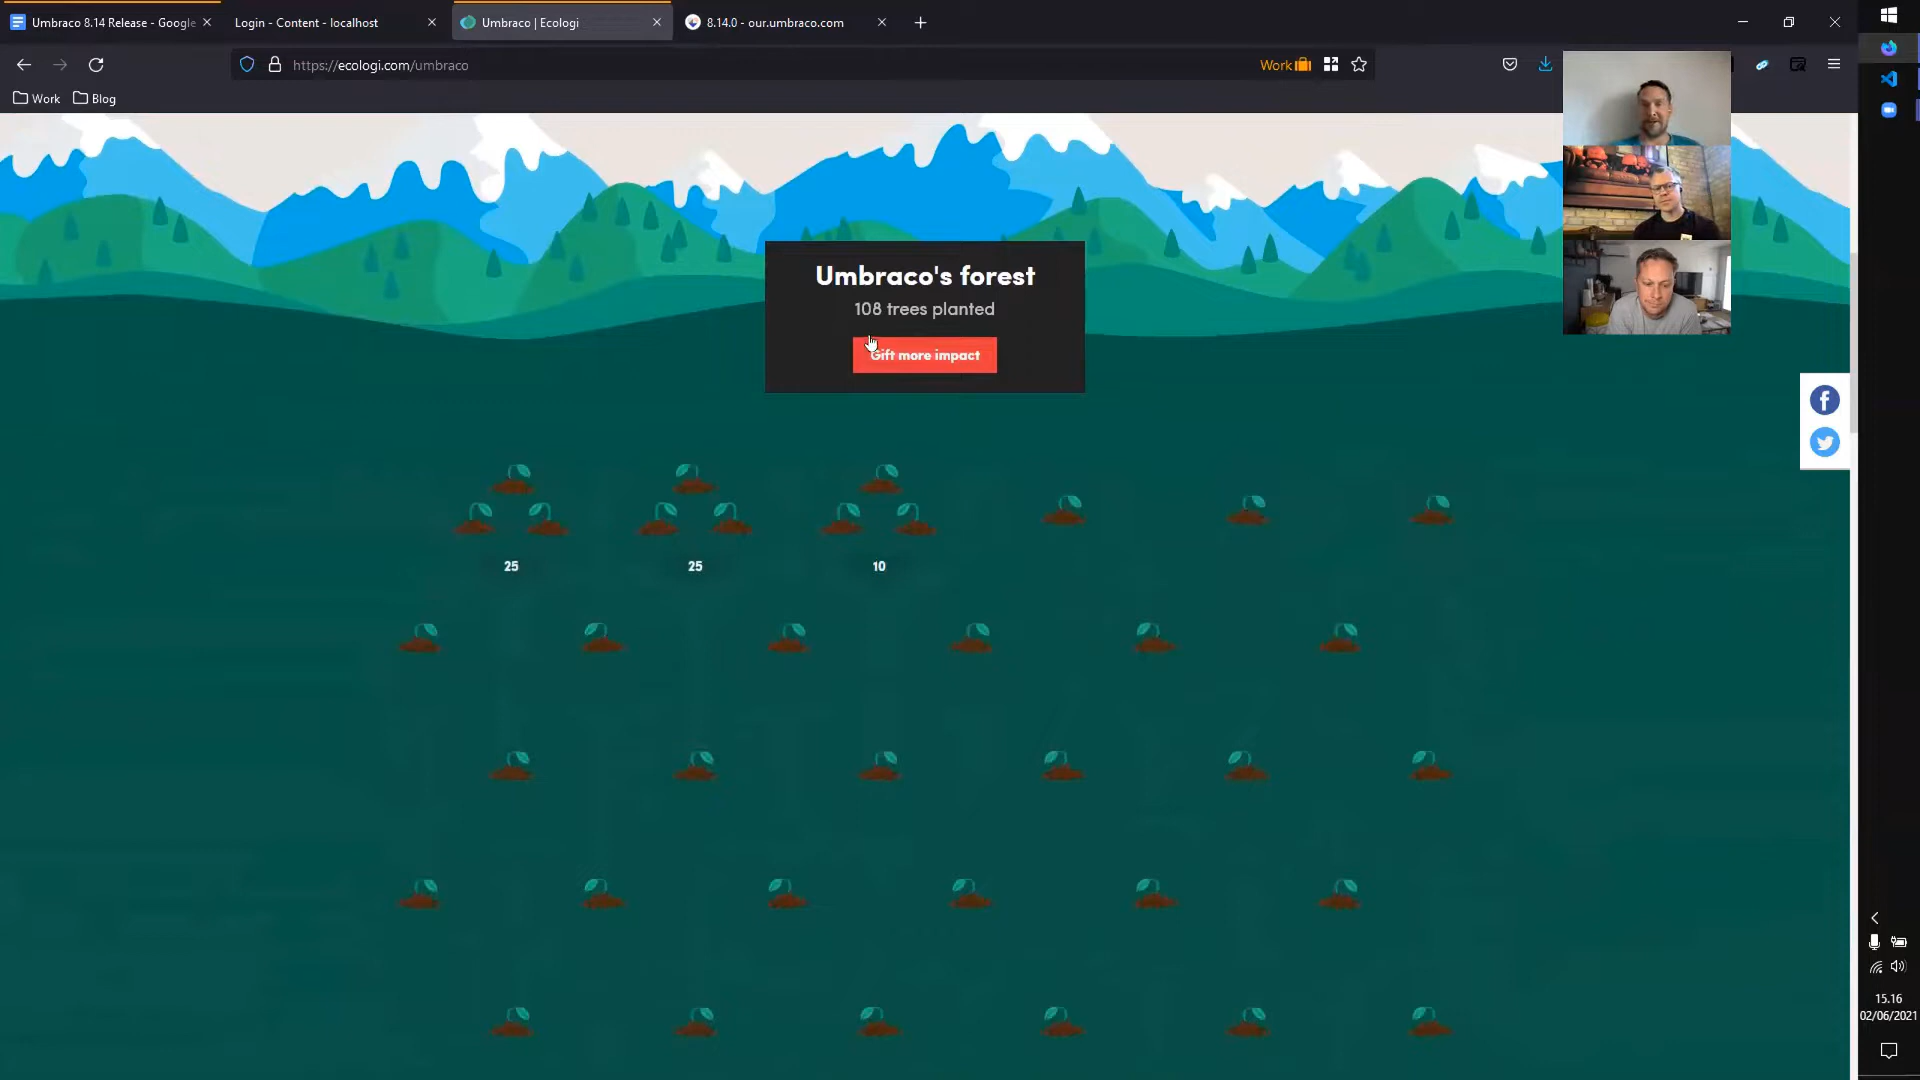 Umbraco 8.14 Release - Google
Login - Content - localhost
Umbraco | Ecologi
8.14.0 - our.umbraco.com
https://ecologi.com/umbraco
Work
Work
Blog
Umbraco's forest
108 trees planted
Gift more impact
25
25
10
15.16
02/06/2021